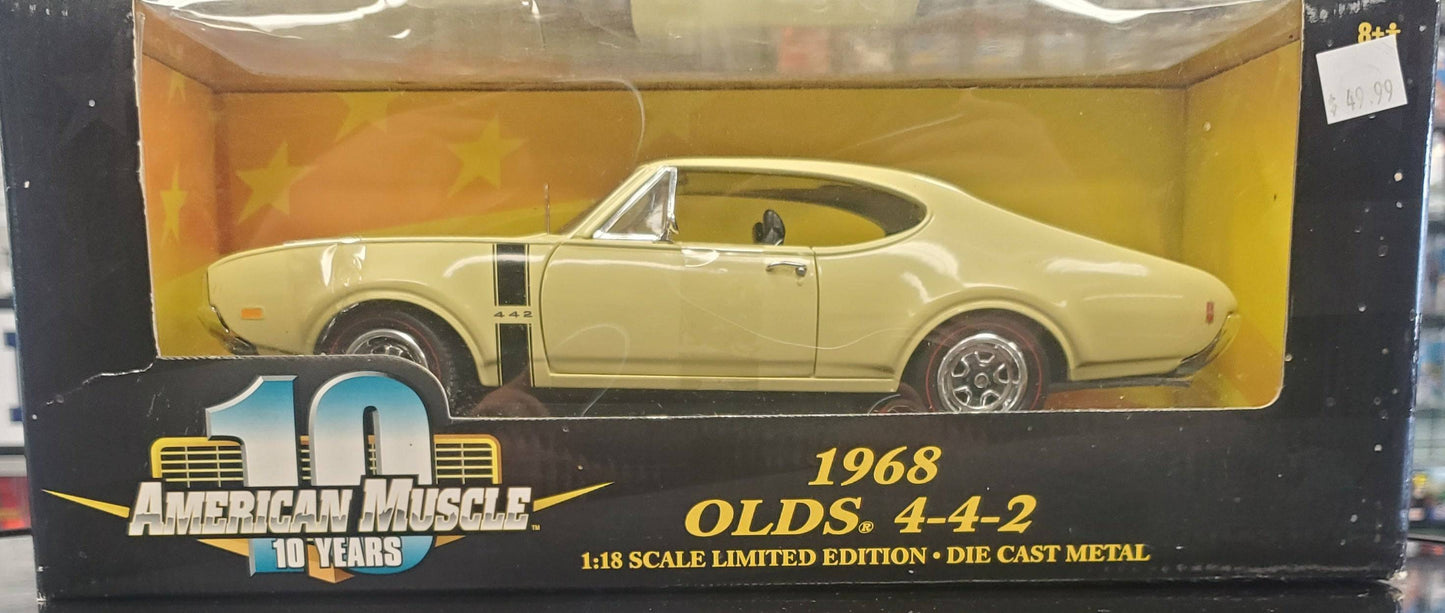 8+
$ 49.99
442
10
AMERICAN MUSCLE™
10 YEARS
1968
OLDS® 4-4-2
1:18 SCALE LIMITED EDITION • DIE CAST METAL